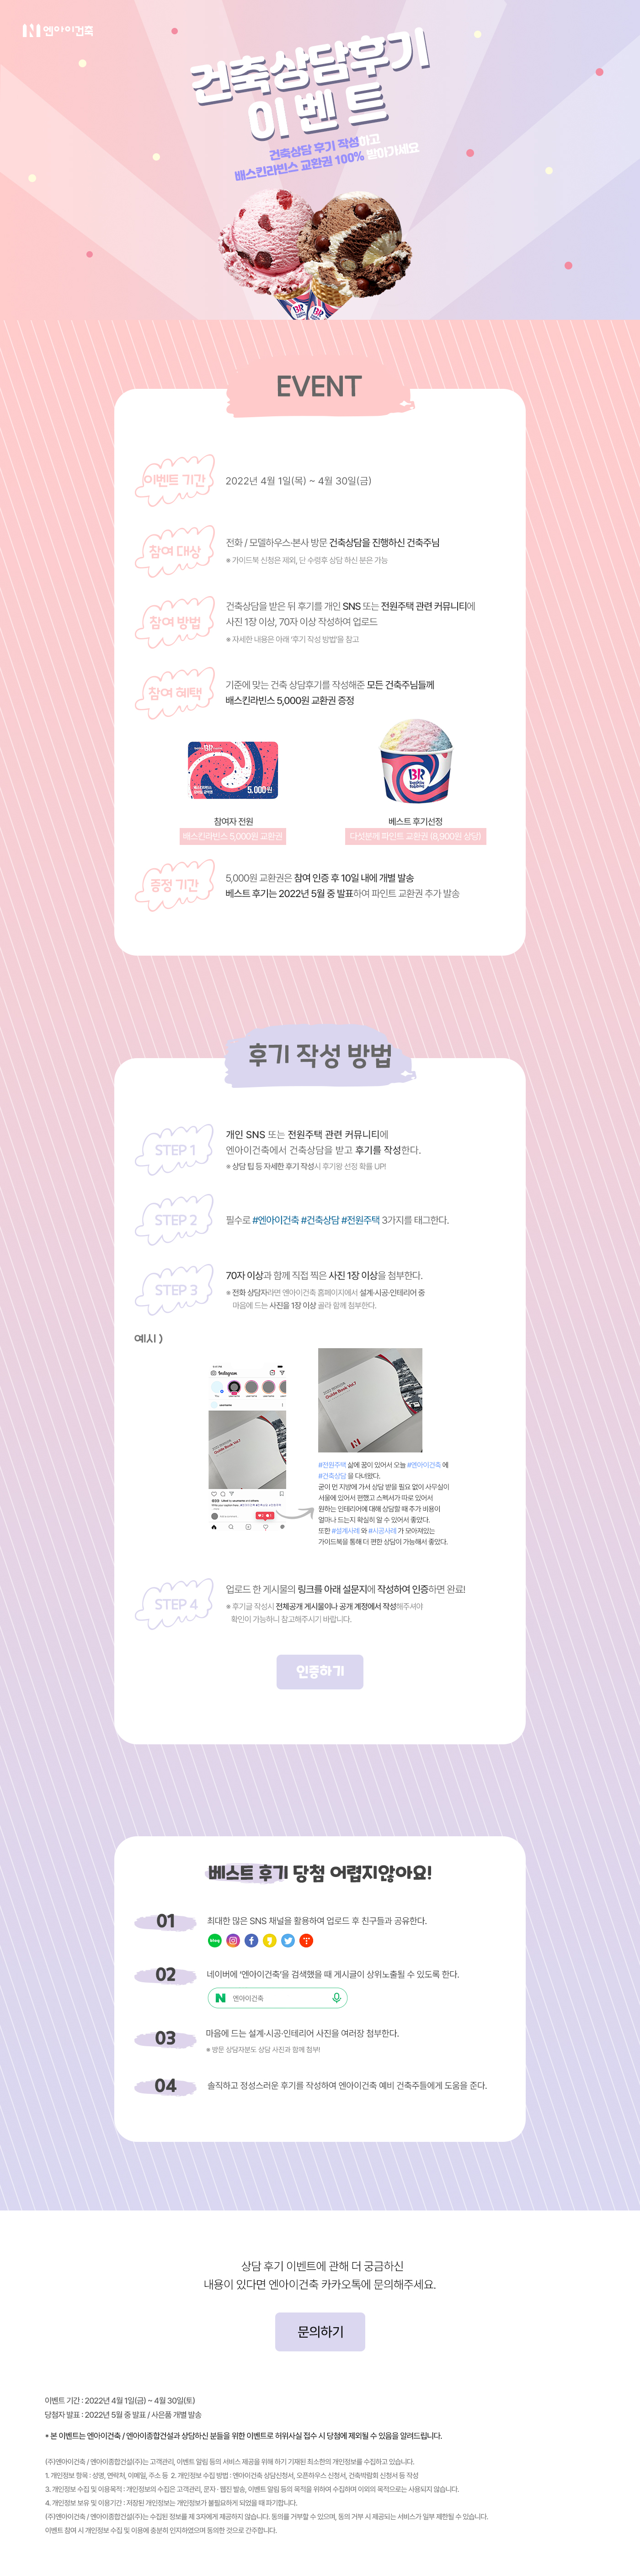 엔아이건축
건축상담후기
이벤트
건축상담 후기 작성하고
배스킨라빈스 교환권 100% 받아가세요
EVENT
이벤트 기간
2022년 4월 1일(목) ~ 4월 30일(금)
참여 대상
전화 / 모델하우스·본사 방문 건축상담을 진행하신 건축주님
※ 가이드북 신청은 제외, 단 수령후 상담 하신 분은 가능
참여 방법
건축상담을 받은 뒤 후기를 개인 SNS 또는 전원주택 관련 커뮤니티에
사진 1장 이상, 70자 이상 작성하여 업로드
※ 자세한 내용은 아래 '후기 작성 방법'을 참고
참여 혜택
기준에 맞는 건축 상담후기를 작성해준 모든 건축주님들께
배스킨라빈스 5,000원 교환권 증정
BR
5,000원
BR
참여자 전원
배스킨라빈스 5,000원 교환권
베스트 후기선정
다섯분께 파인트 교환권 (8,900원 상당)
증정 기간
5,000원 교환권은 참여 인증 후 10일 내에 개별 발송
베스트 후기는 2022년 5월 중 발표하여 파인트 교환권 추가 발송
후기 작성 방법
STEP 1
개인 SNS 또는 전원주택 관련 커뮤니티에
엔아이건축에서 건축상담을 받고 후기를 작성한다.
※ 상담 팁 등 자세한 후기 작성시 후기왕 선정 확률 UP!
STEP 2
필수로 #엔아이건축 #건축상담 #전원주택 3가지를 태그한다.
STEP 3
70자 이상과 함께 직접 찍은 사진 1장 이상을 첨부한다.
※ 전화 상담자라면 엔아이건축 홈페이지에서 설계·시공·인테리어 중
마음에 드는 사진을 1장 이상 골라 함께 첨부한다.
예시 )
Instagram
Guide Book Vol.7
Guide Book Vol.7
#전원주택 삶에 꿈이 있어서 오늘 #엔아이건축 에
#건축상담 을 다녀왔다.
굳이 먼 지방에 가서 상담 받을 필요 없이 사무실이
서울에 있어서 편했고 스펙서가 따로 있어서
원하는 인테리어에 대해 상담할 때 추가 비용이
얼마나 드는지 확실히 알 수 있어서 좋았다.
또한 #설계사례 와 #시공사례 가 모아져있는
가이드북을 통해 더 편한 상담이 가능해서 좋았다.
STEP 4
업로드 한 게시물의 링크를 아래 설문지에 작성하여 인증하면 완료!
※ 후기글 작성시 전체공개 게시물이나 공개 계정에서 작성해주셔야
확인이 가능하니 참고해주시기 바랍니다.
인증하기
베스트 후기 당첨 어렵지않아요!
01
최대한 많은 SNS 채널을 활용하여 업로드 후 친구들과 공유한다.
blog
02
네이버에 '엔아이건축'을 검색했을 때 게시글이 상위노출될 수 있도록 한다.
엔아이건축
03
마음에 드는 설계·시공·인테리어 사진을 여러장 첨부한다.
※ 방문 상담자분도 상담 사진과 함께 첨부!
04
솔직하고 정성스러운 후기를 작성하여 엔아이건축 예비 건축주들에게 도움을 준다.
상담 후기 이벤트에 관해 더 궁금하신
내용이 있다면 엔아이건축 카카오톡에 문의해주세요.
문의하기
이벤트 기간 : 2022년 4월 1일(금) ~ 4월 30일(토)
당첨자 발표 : 2022년 5월 중 발표 / 사은품 개별 발송
* 본 이벤트는 엔아이건축 / 엔아이종합건설과 상담하신 분들을 위한 이벤트로 허위사실 접수 시 당첨에 제외될 수 있음을 알려드립니다.
(주)엔아이건축 / 엔아이종합건설(주)는 고객관리, 이벤트 알림 등의 서비스 제공을 위해 하기 기재된 최소한의 개인정보를 수집하고 있습니다.
1. 개인정보 항목 : 성명, 연락처, 이메일, 주소 등 2. 개인정보 수집 방법 : 엔아이건축 상담신청서, 오픈하우스 신청서, 건축박람회 신청서 등 작성
3. 개인정보 수집 및 이용목적 : 개인정보의 수집은 고객관리, 문자 · 웹진 발송, 이벤트 알림 등의 목적을 위하여 수집하며 이외의 목적으로는 사용되지 않습니다.
4. 개인정보 보유 및 이용기간 : 저장된 개인정보는 개인정보가 불필요하게 되었을 때 파기합니다.
(주)엔아이건축 / 엔아이종합건설(주)는 수집된 정보를 제 3자에게 제공하지 않습니다. 동의를 거부할 수 있으며, 동의 거부 시 제공되는 서비스가 일부 제한될 수 있습니다.
이벤트 참여 시 개인정보 수집 및 이용에 충분히 인지하였으며 동의한 것으로 간주합니다.